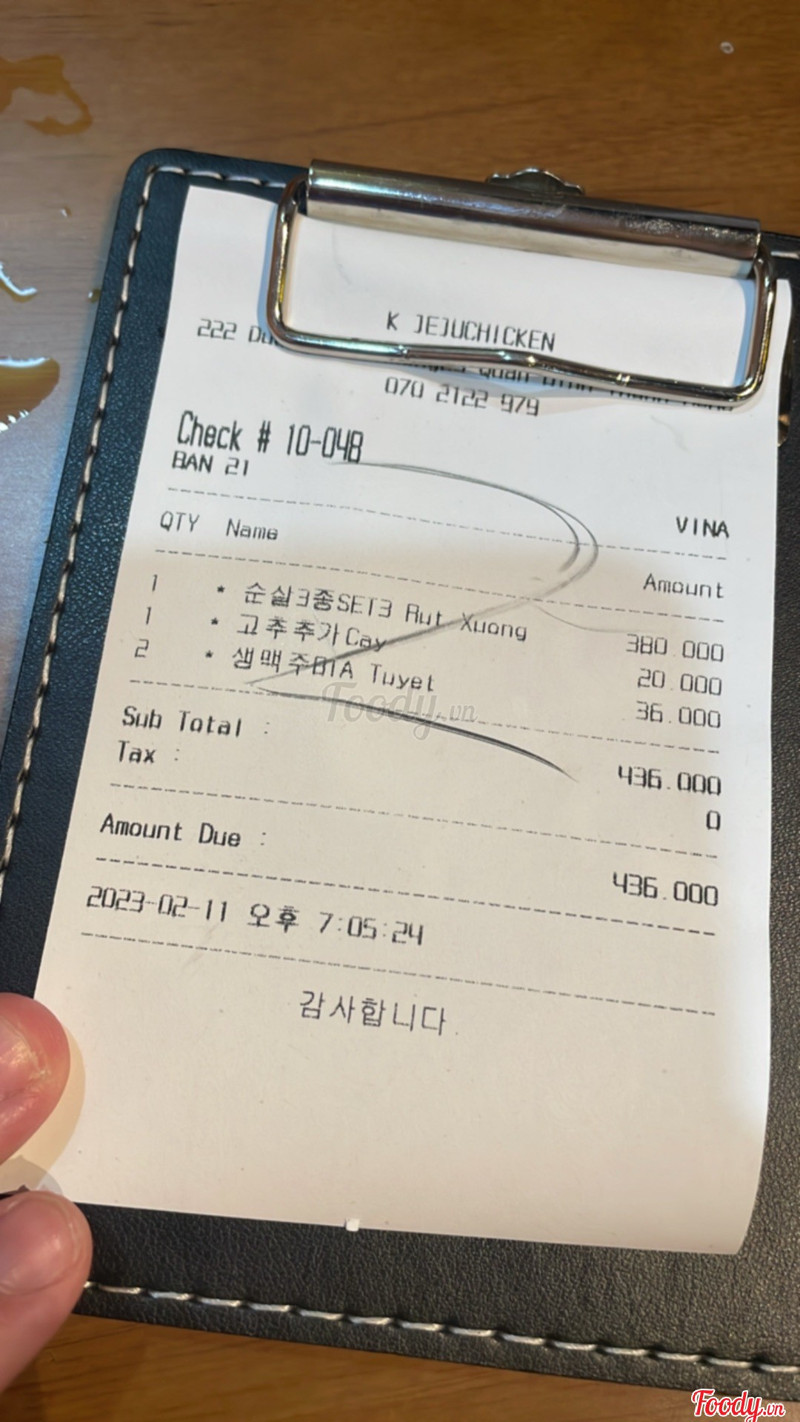 K JEJUCHICKEN
222
070 2122 979
Check # 10-048
BAN 21
VINA
QTY Name Amount
1 * 순실3종SET3 Rut Xuong 380.000
1 * 고추추가Cay 20.000
2 * 생맥주BIA Tuyet 36.000
Sub Total : 436.000
Tax : 0
Amount Due : 436.000
2023-02-11 오후 7:05:24
감사합니다.
Foody.vn
Foody.vn